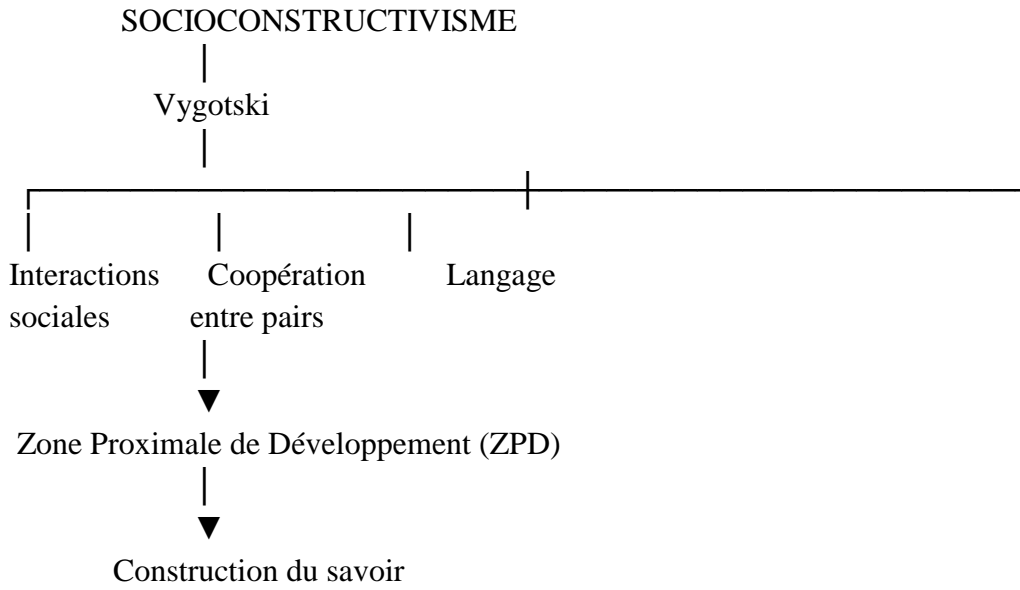 SOCIOCONSTRUCTIVISME
Vygotski
Interactions Coopération Langage
sociales entre pairs
Zone Proximale de Développement (ZPD)
Construction du savoir